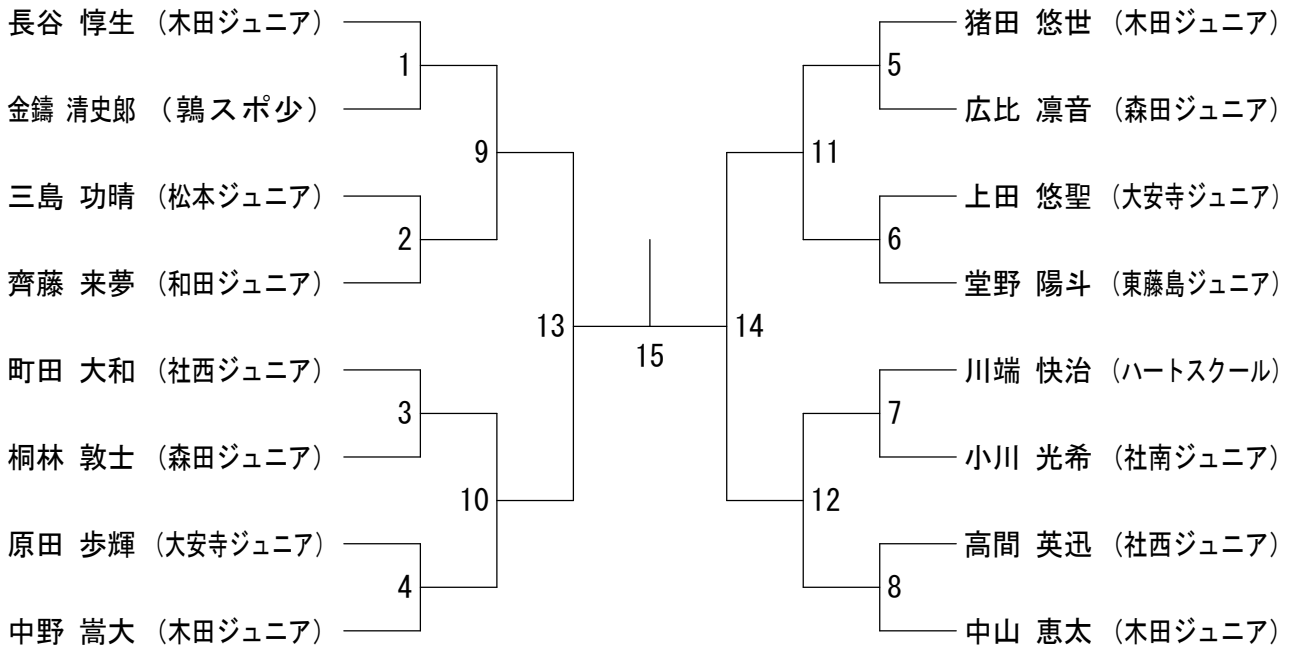 長谷 惇生 (木田ジュニア)
1
金鑄 清史郎 (鶉スポ少)
9
三島 功晴 (松本ジュニア)
2
齊藤 来夢 (和田ジュニア)
13
町田 大和 (社西ジュニア)
3
桐林 敦士 (森田ジュニア)
10
原田 歩輝 (大安寺ジュニア)
4
中野 嵩大 (木田ジュニア)
15
猪田 悠世 (木田ジュニア)
5
広比 凛音 (森田ジュニア)
11
上田 悠聖 (大安寺ジュニア)
6
堂野 陽斗 (東藤島ジュニア)
14
川端 快治 (ハートスクール)
7
小川 光希 (社南ジュニア)
12
高間 英迅 (社西ジュニア)
8
中山 恵太 (木田ジュニア)